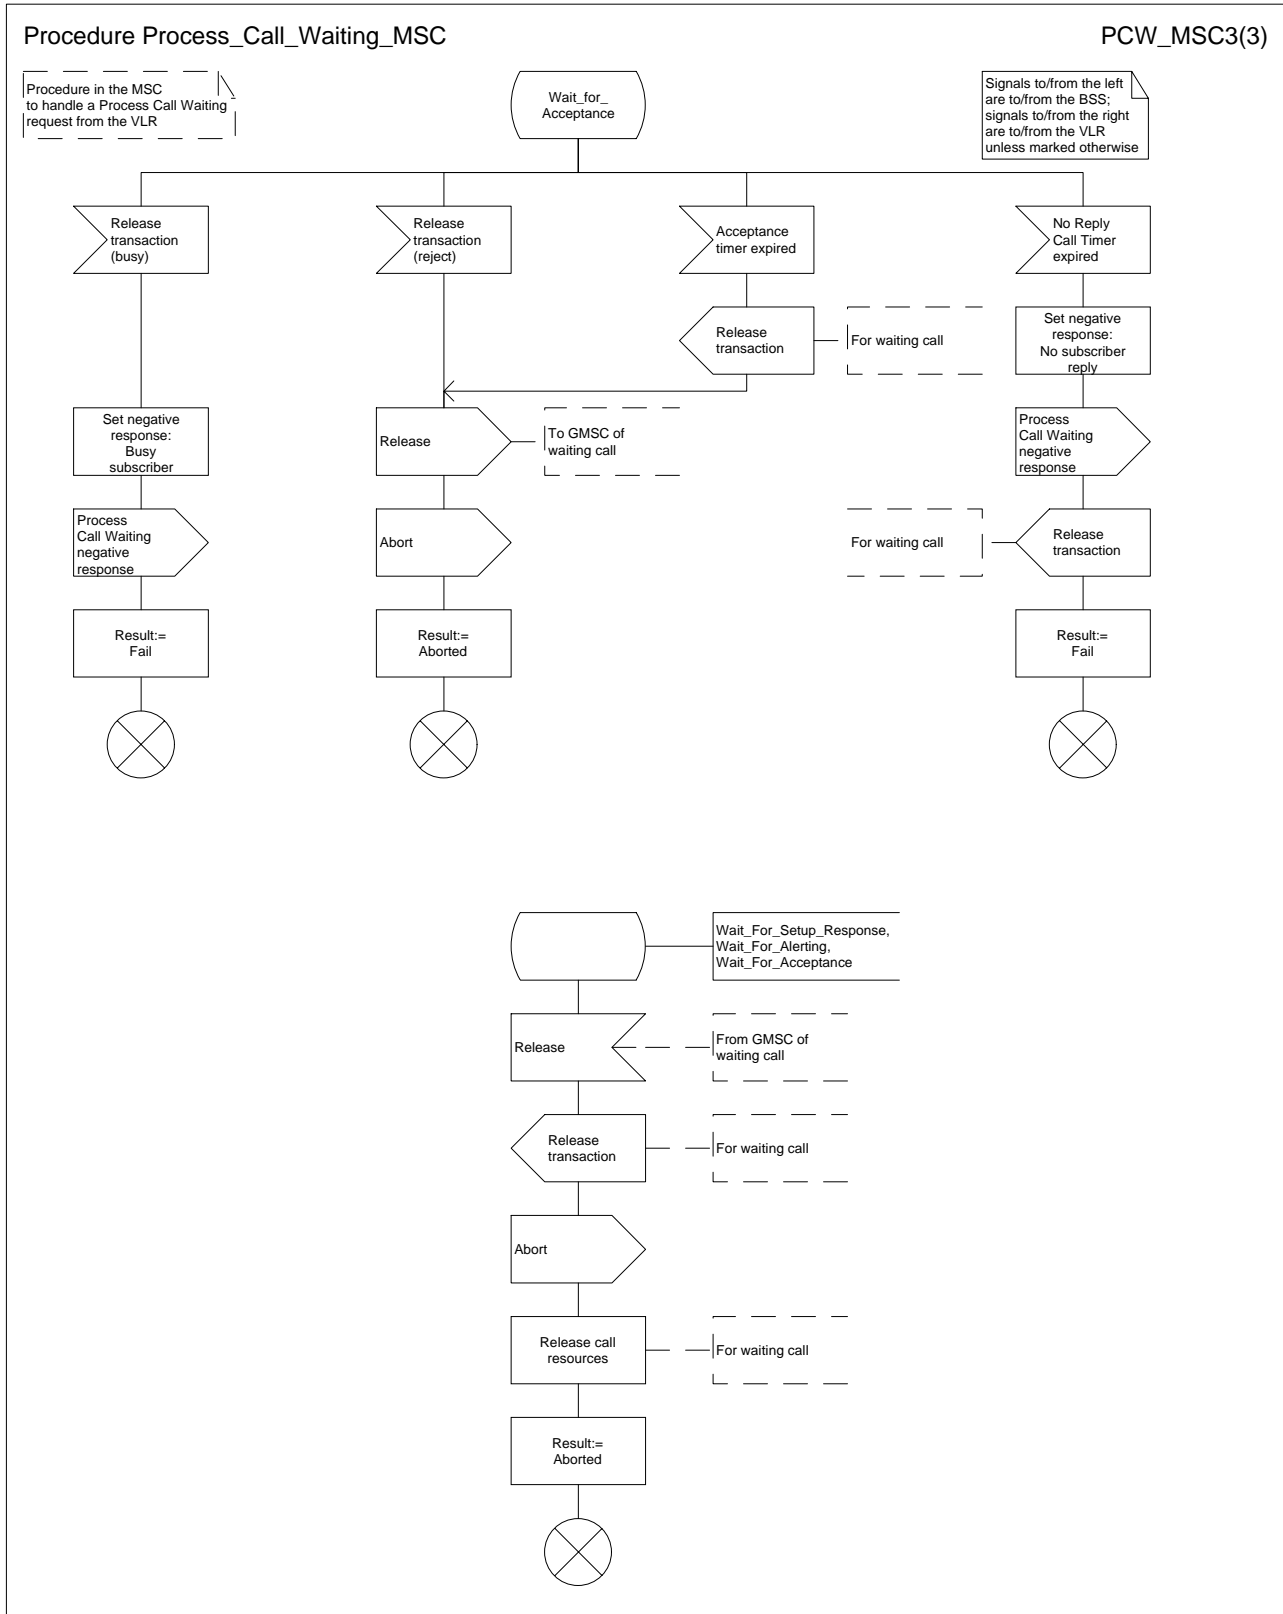 Procedure Process_Call_Waiting_MSC
PCW_MSC3(3)
Procedure in the MSC
to handle a Process Call Waiting
request from the VLR
Wait_for_
Acceptance
Signals to/from the left
are to/from the BSS;
signals to/from the right
are to/from the VLR
unless marked otherwise
Release
transaction
(busy)
Release
transaction
(reject)
Acceptance
timer expired
No Reply
Call Timer
expired
Release
transaction
For waiting call
Set negative
response:
No subscriber
reply
Set negative
response:
Busy
subscriber
Release
To GMSC of
waiting call
Process
Call Waiting
negative
response
Process
Call Waiting
negative
response
Abort
For waiting call
Release
transaction
Result:=
Fail
Result:=
Aborted
Result:=
Fail
Wait_For_Setup_Response,
Wait_For_Alerting,
Wait_For_Acceptance
Release
From GMSC of
waiting call
Release
transaction
For waiting call
Abort
Release call
resources
For waiting call
Result:=
Aborted